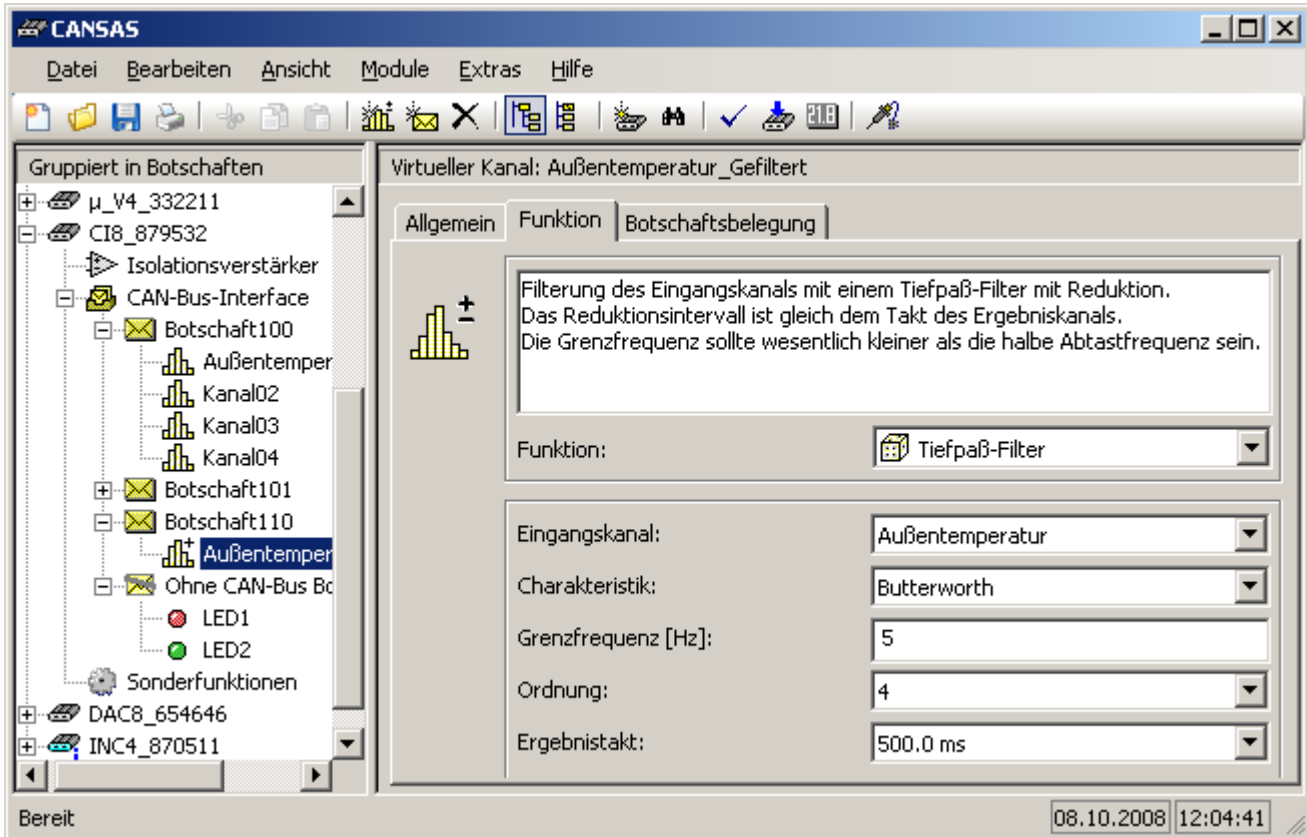 CANSAS
Datei Bearbeiten Ansicht Module Extras Hilfe
21.8
Gruppiert in Botschaften
µ_V4_332211
CI8_879532
Isolationsverstärker
CAN-Bus-Interface
Botschaft100
Außentemper
Kanal02
Kanal03
Kanal04
Botschaft101
Botschaft110
Außentemper
Ohne CAN-Bus Bo
LED1
LED2
Sonderfunktionen
DAC8_654646
INC4_870511
Virtueller Kanal: Außentemperatur_Gefiltert
Allgemein Funktion Botschaftsbelegung
Filterung des Eingangskanals mit einem Tiefpaß-Filter mit Reduktion.
Das Reduktionsintervall ist gleich dem Takt des Ergebniskanals.
Die Grenzfrequenz sollte wesentlich kleiner als die halbe Abtastfrequenz sein.
Funktion: Tiefpaß-Filter
Eingangskanal: Außentemperatur
Charakteristik: Butterworth
Grenzfrequenz [Hz]: 5
Ordnung: 4
Ergebnistakt: 500.0 ms
Bereit 08.10.2008 12:04:41